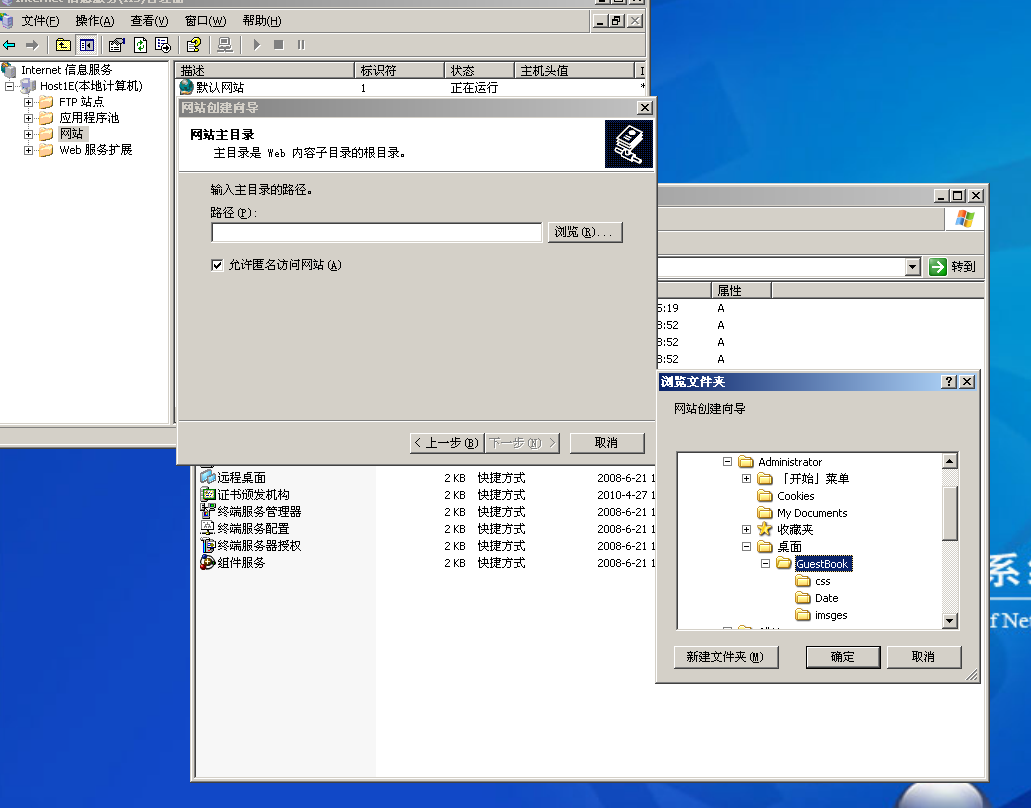 Internet 信息服务(IIS)管理器
文件(F) 操作(A) 查看(V) 窗口(W) 帮助(H)
Internet 信息服务
Host1E(本地计算机)
FTP 站点
应用程序池
网站
Web 服务扩展
描述 标识符 状态 主机头值 I
默认网站 1 正在运行 *
网站创建向导
网站主目录
主目录是 Web 内容子目录的根目录。
输入主目录的路径。
路径(P):
浏览(R)...
允许匿名访问网站(A)
< 上一步(B) 下一步(N) > 取消
转到
属性
5:19 A
8:52 A
8:52 A
8:52 A
远程桌面 2 KB 快捷方式 2008-6-21 1
证书颁发机构 2 KB 快捷方式 2010-4-27 1
终端服务管理器 2 KB 快捷方式 2008-6-21 1
终端服务配置 2 KB 快捷方式 2008-6-21 1
终端服务器授权 2 KB 快捷方式 2008-6-21 1
组件服务 2 KB 快捷方式 2008-6-21 1
浏览文件夹
网站创建向导
Administrator
「开始」菜单
Cookies
My Documents
收藏夹
桌面
GuestBook
css
Date
imsges
新建文件夹(M) 确定 取消
系
f Ne